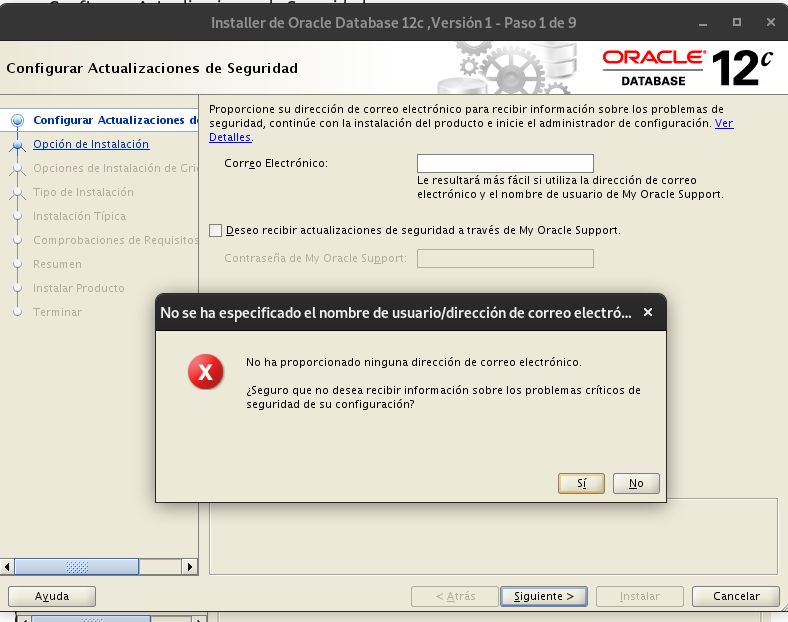 Installer de Oracle Database 12c ,Versión 1 - Paso 1 de 9
Configurar Actualizaciones de Seguridad
ORACLE
DATABASE
12c
Configurar Actualizaciones d
Opción de Instalación
Opciones de Instalación de Gri
Tipo de Instalación
Instalación Típica
Comprobaciones de Requisitos
Resumen
Instalar Producto
Terminar
Proporcione su dirección de correo electrónico para recibir información sobre los problemas de
seguridad, continúe con la instalación del producto e inicie el administrador de configuración. Ver
Detalles.
Correo Electrónico:
Le resultará más fácil si utiliza la dirección de correo
electrónico y el nombre de usuario de My Oracle Support.
Deseo recibir actualizaciones de seguridad a través de My Oracle Support.
Contraseña de My Oracle Support:
No se ha especificado el nombre de usuario/dirección de correo electró...
No ha proporcionado ninguna dirección de correo electrónico.
¿Seguro que no desea recibir información sobre los problemas críticos de
seguridad de su configuración?
Sí
No
Ayuda
< Atrás
Siguiente >
Instalar
Cancelar